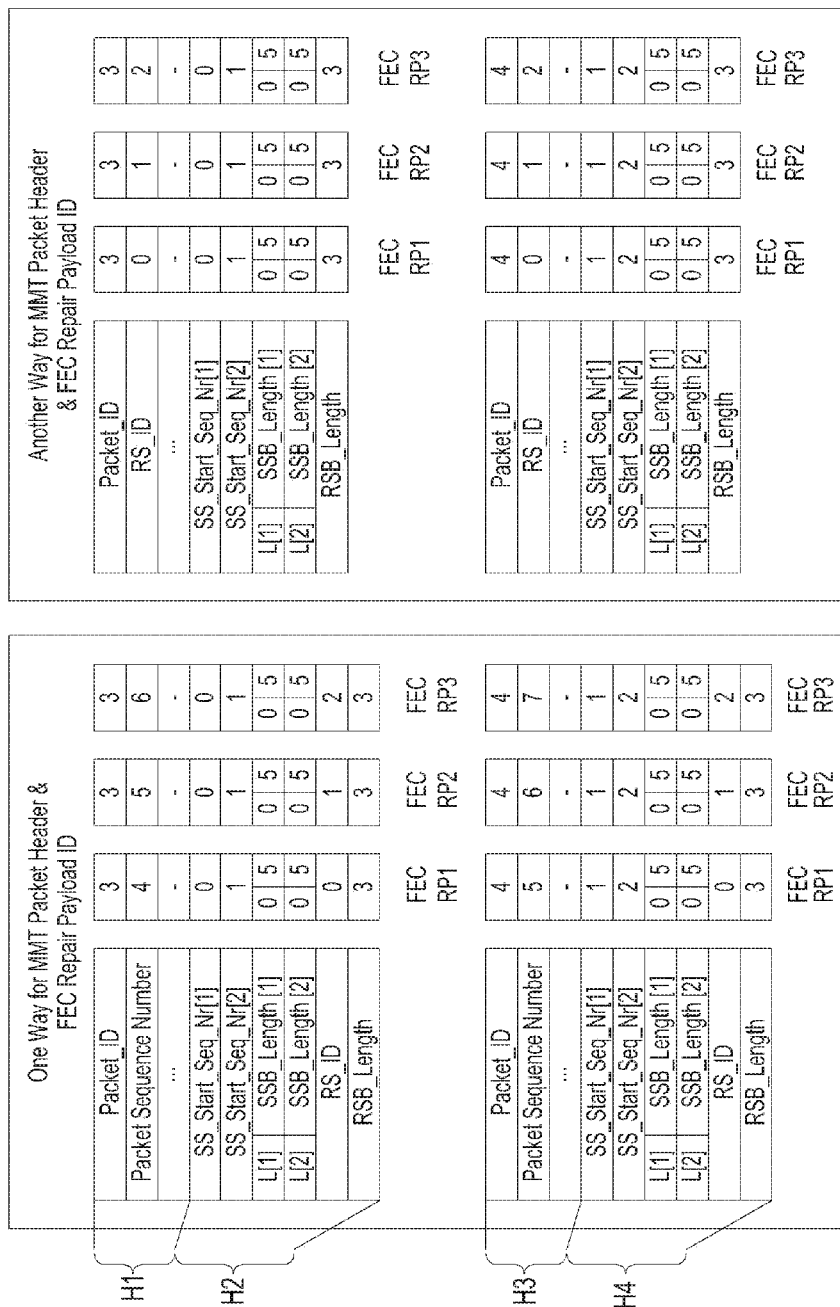 One Way for MMT Packet Header &
FEC Repair Payload ID
H1
H2
Packet_ID 3 3 3
Packet Sequence Number 4 5 6
... - - -
SS_Start_Seq_Nr[1] 0 0 0
SS_Start_Seq_Nr[2] 1 1 1
L[1] SSB_Length [1] 0 5 0 5 0 5
L[2] SSB_Length [2] 0 5 0 5 0 5
RS_ID 0 1 2
RSB_Length 3 3 3
FEC RP1 FEC RP2 FEC RP3
H3
H4
Packet_ID 4 4 4
Packet Sequence Number 5 6 7
... - - -
SS_Start_Seq_Nr[1] 1 1 1
SS_Start_Seq_Nr[2] 2 2 2
L[1] SSB_Length [1] 0 5 0 5 0 5
L[2] SSB_Length [2] 0 5 0 5 0 5
RS_ID 0 1 2
RSB_Length 3 3 3
FEC RP1 FEC RP2 FEC RP3
Another Way for MMT Packet Header
& FEC Repair Payload ID
Packet_ID 3 3 3
RS_ID 0 1 2
... - - -
SS_Start_Seq_Nr[1] 0 0 0
SS_Start_Seq_Nr[2] 1 1 1
L[1] SSB_Length [1] 0 5 0 5 0 5
L[2] SSB_Length [2] 0 5 0 5 0 5
RSB_Length 3 3 3
FEC RP1 FEC RP2 FEC RP3
Packet_ID 4 4 4
RS_ID 0 1 2
... - - -
SS_Start_Seq_Nr[1] 1 1 1
SS_Start_Seq_Nr[2] 2 2 2
L[1] SSB_Length [1] 0 5 0 5 0 5
L[2] SSB_Length [2] 0 5 0 5 0 5
RSB_Length 3 3 3
FEC RP1 FEC RP2 FEC RP3